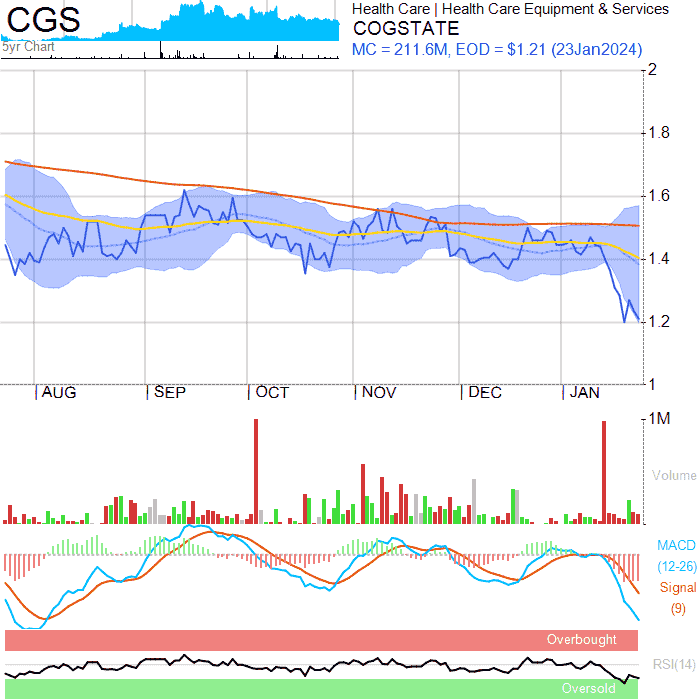 CGS
5yr Chart
Health Care | Health Care Equipment & Services
COGSTATE
MC = 211.6M, EOD = $1.21 (23Jan2024)
2
1.8
1.6
1.4
1.2
1
AUG SEP OCT NOV DEC JAN
1M
Volume
MACD
(12-26)
Signal
(9)
Overbought
RSI(14)
Oversold